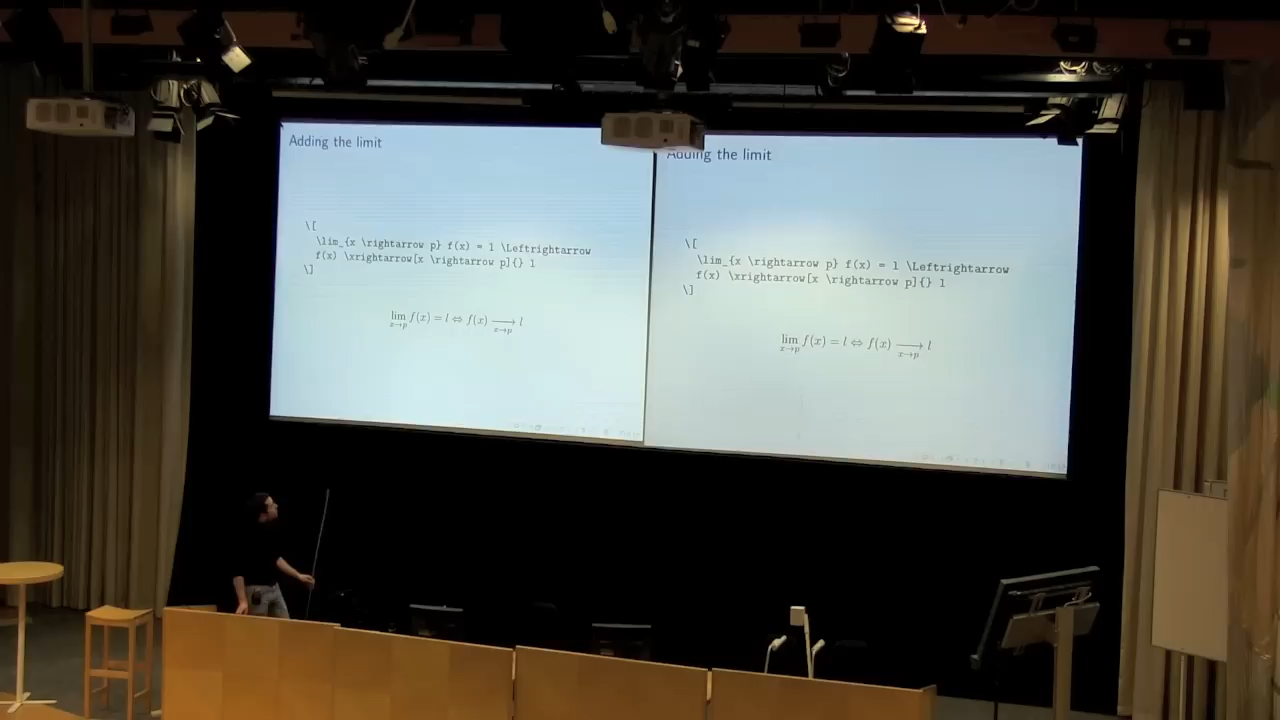 Adding the limit
\[
\lim_{x \rightarrow p} f(x) = l \Leftrightarrow
f(x) \xrightarrow[x \rightarrow p]{} l
\]
lim f(x) = l ⇔ f(x) ⟶ l
x→p x→p
Adding the limit
\[
\lim_{x \rightarrow p} f(x) = l \Leftrightarrow
f(x) \xrightarrow[x \rightarrow p]{} l
\]
lim f(x) = l ⇔ f(x) ⟶ l
x→p x→p